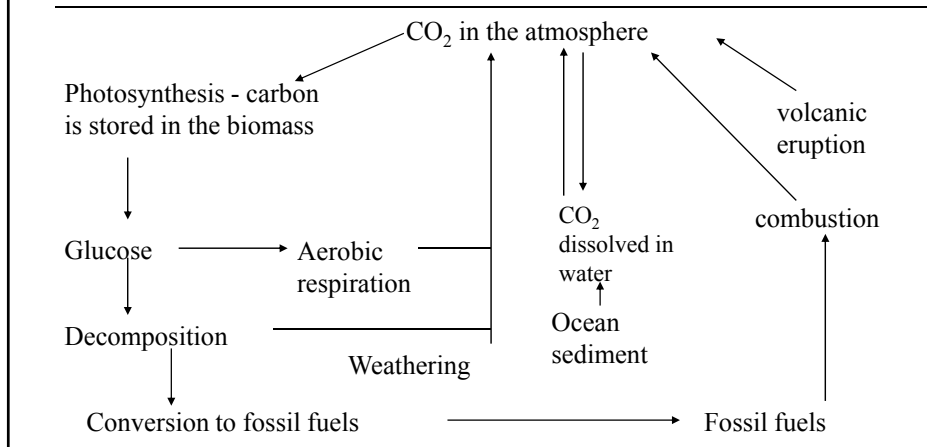 CO₂ in the atmosphere
Photosynthesis - carbon
is stored in the biomass
volcanic
eruption
CO₂
dissolved in
water
combustion
Glucose
Aerobic
respiration
Ocean
sediment
Decomposition
Weathering
Conversion to fossil fuels
Fossil fuels